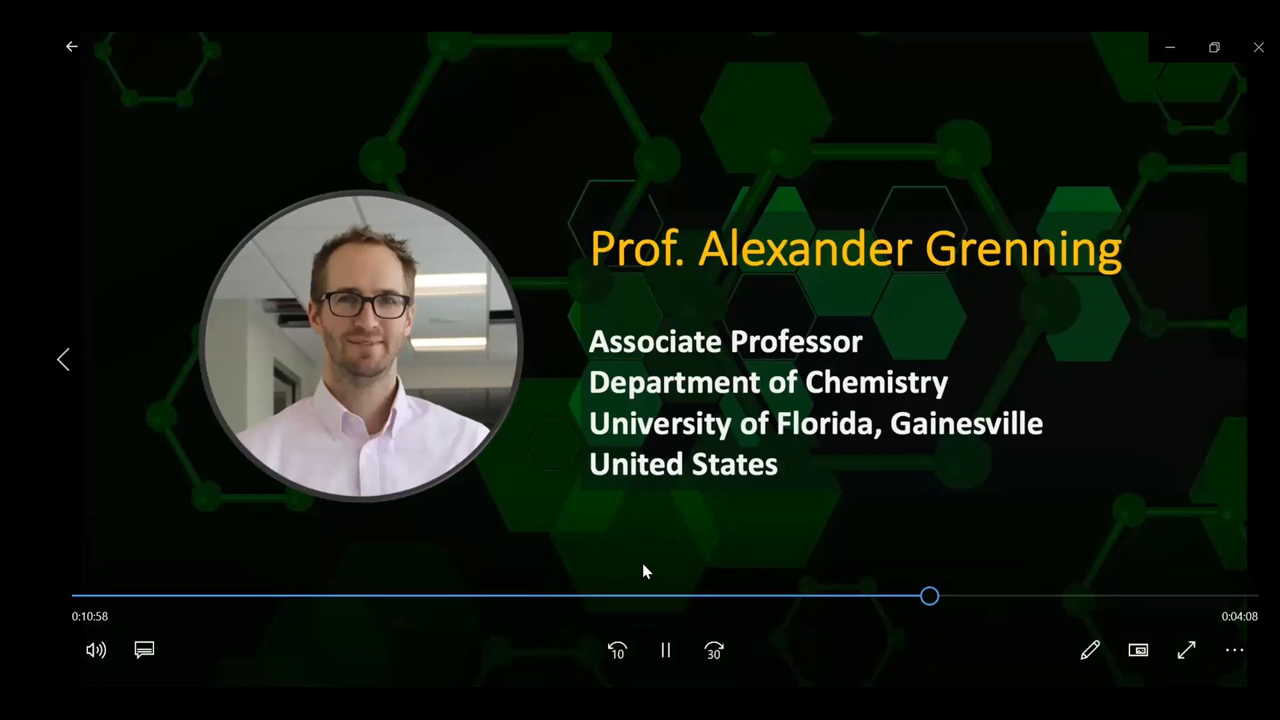 Prof. Alexander Grenning
Associate Professor
Department of Chemistry
University of Florida, Gainesville
United States
0:10:58
0:04:08
10
30